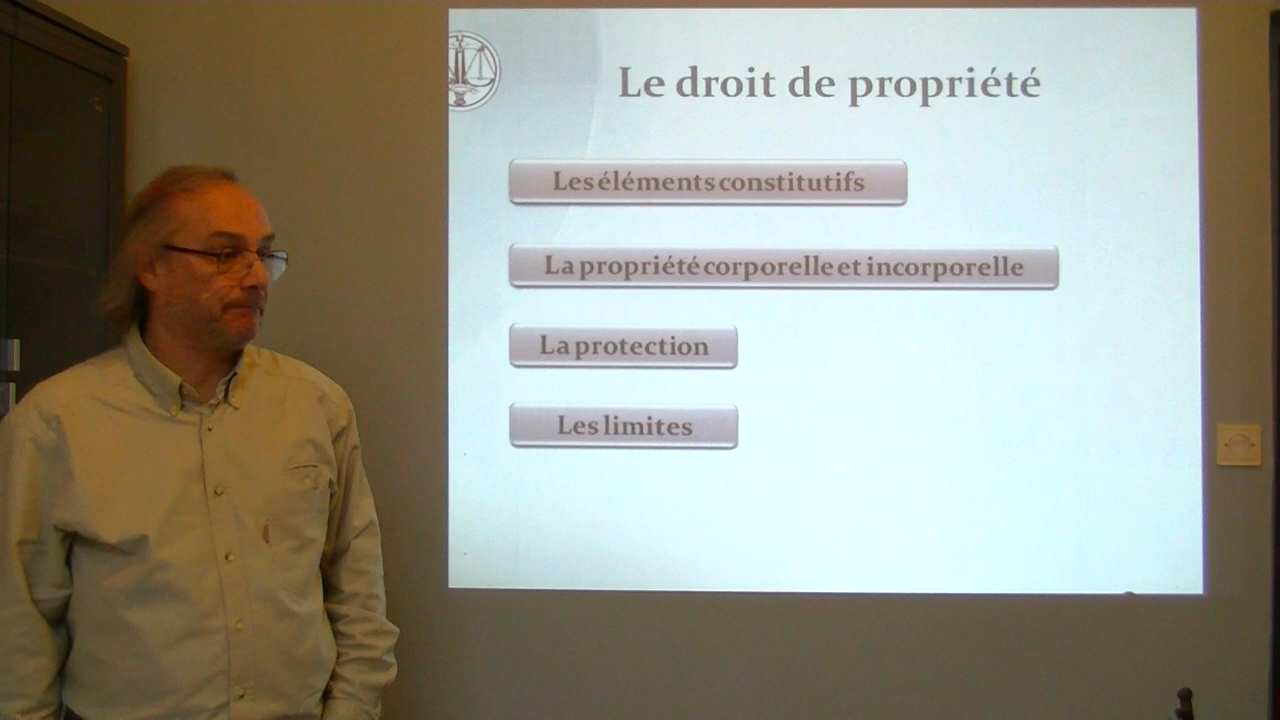 Le droit de propriété
Les éléments constitutifs
La propriété corporelle et incorporelle
La protection
Les limites